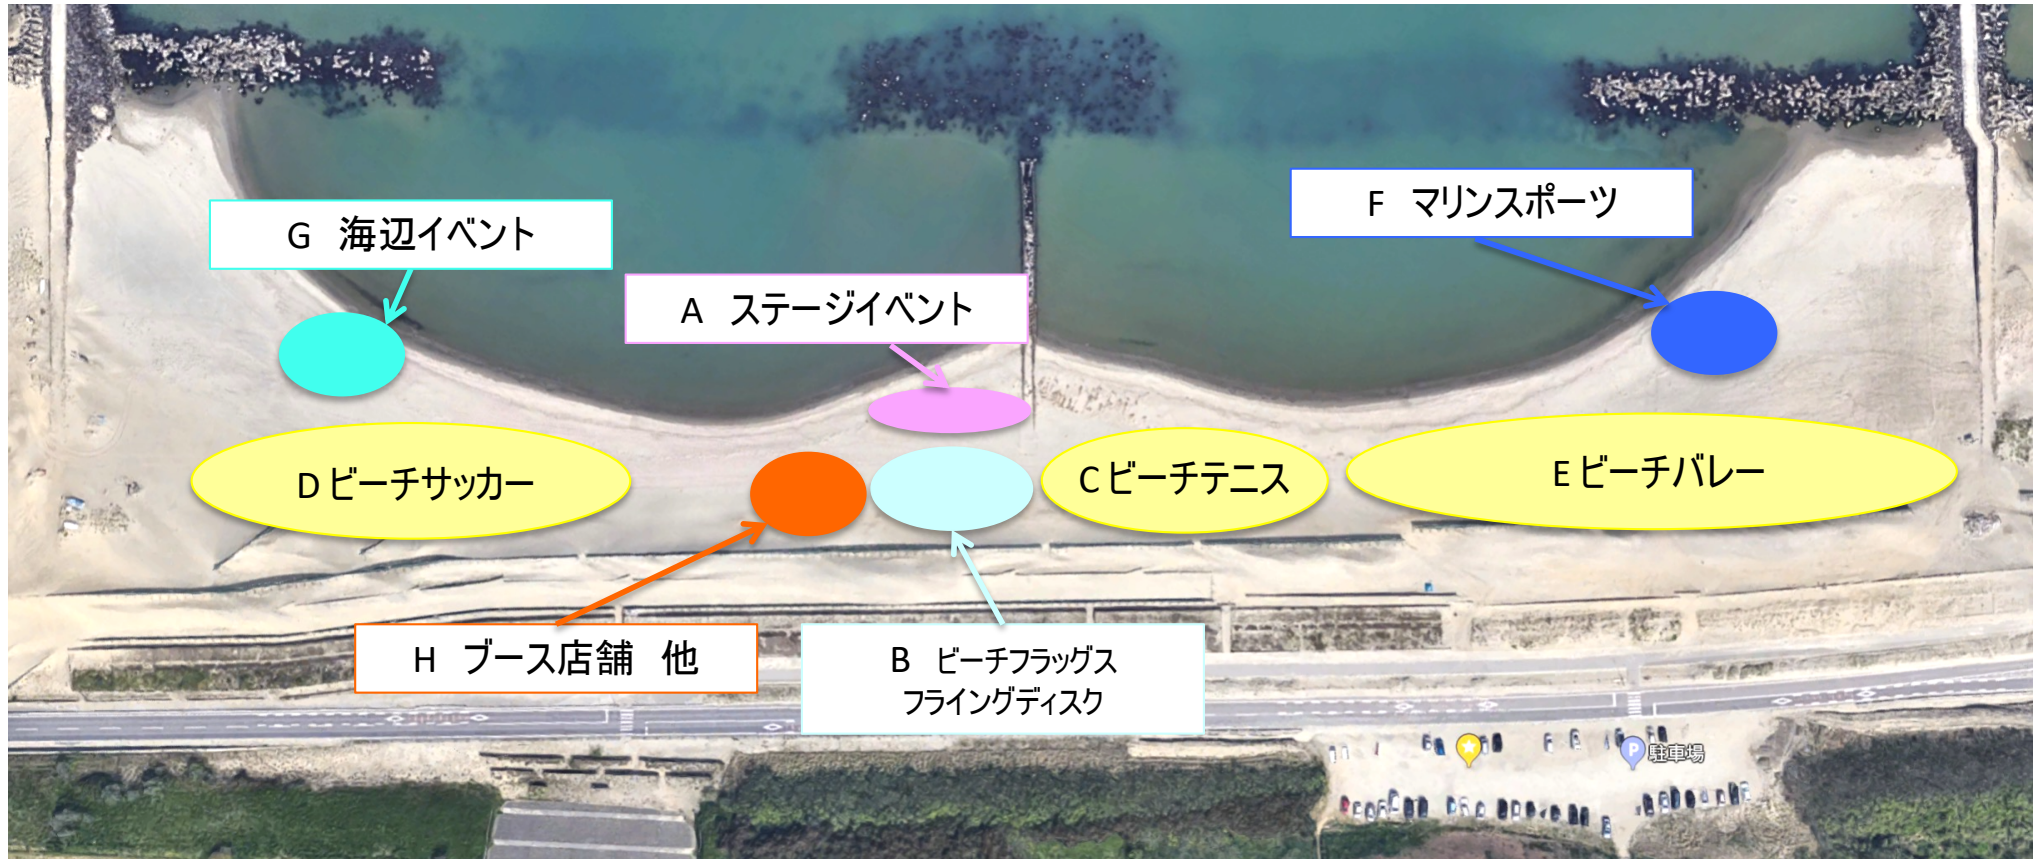 G　海辺イベント
F　マリンスポーツ
A　ステージイベント
D ビーチサッカー
C ビーチテニス
E ビーチバレー
H　ブース店舗　他
B　ビーチフラッグス
フライングディスク
P 駐車場